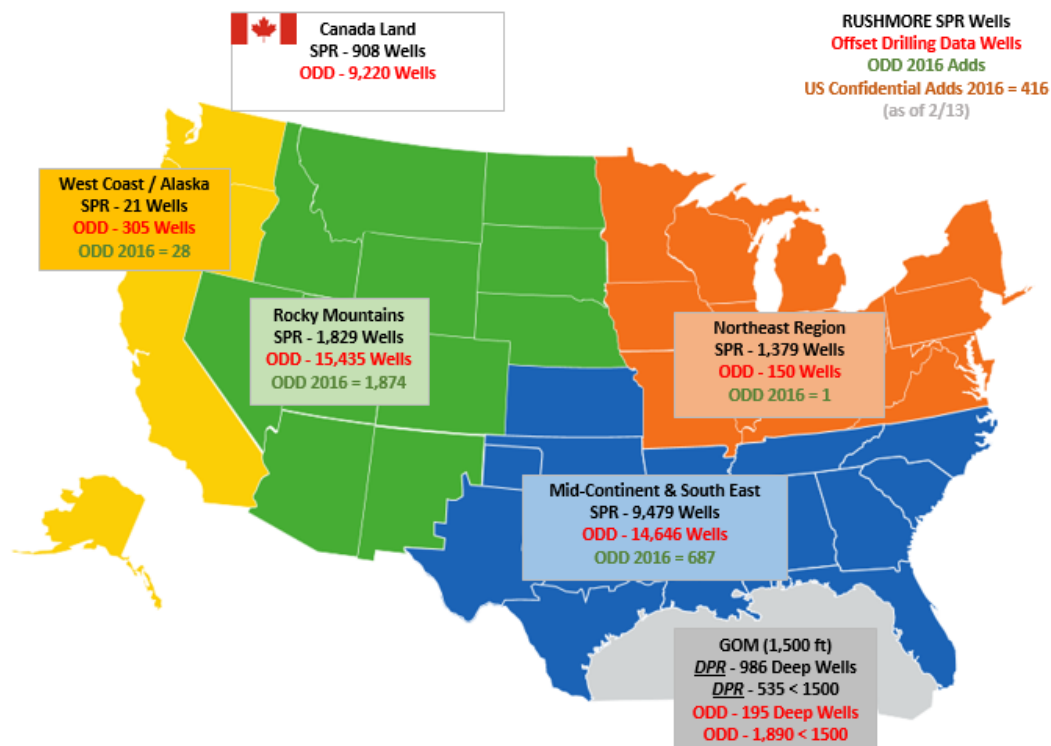 Canada Land
SPR - 908 Wells
ODD - 9,220 Wells
RUSHMORE SPR Wells
Offset Drilling Data Wells
ODD 2016 Adds
US Confidential Adds 2016 = 416
(as of 2/13)
West Coast / Alaska
SPR - 21 Wells
ODD - 305 Wells
ODD 2016 = 28
Rocky Mountains
SPR - 1,829 Wells
ODD - 15,435 Wells
ODD 2016 = 1,874
Northeast Region
SPR - 1,379 Wells
ODD - 150 Wells
ODD 2016 = 1
Mid-Continent & South East
SPR - 9,479 Wells
ODD - 14,646 Wells
ODD 2016 = 687
GOM (1,500 ft)
DPR - 986 Deep Wells
DPR - 535 < 1500
ODD - 195 Deep Wells
ODD - 1,890 < 1500